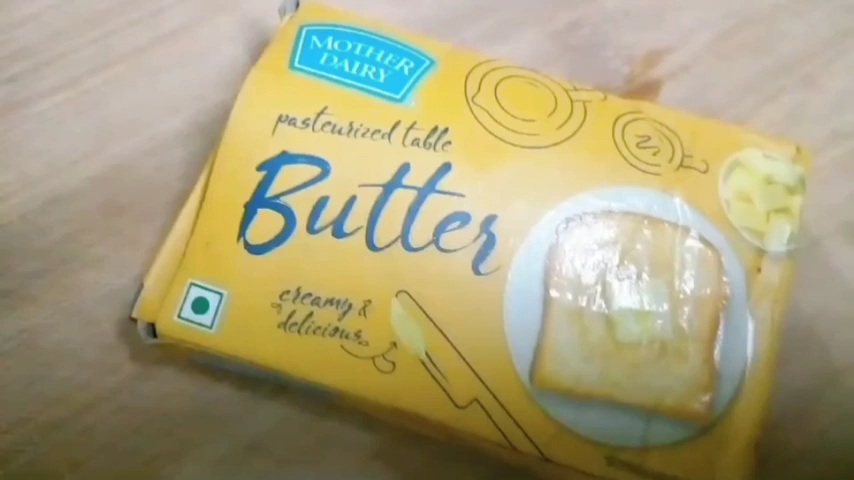 MOTHER
DAIRY
pasteurized table
Butter
creamy &
delicious